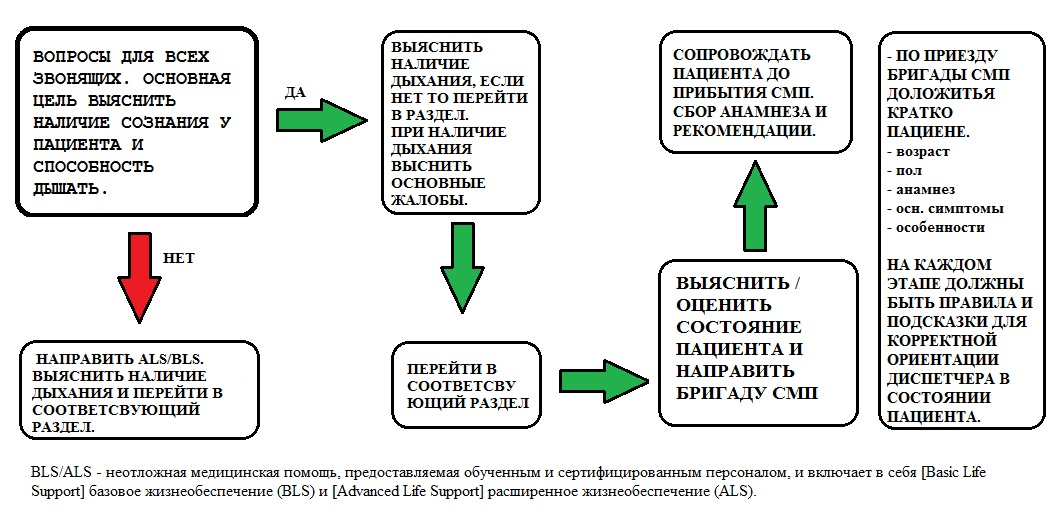 ВОПРОСЫ ДЛЯ ВСЕХ
ЗВОНЯЩИХ. ОСНОВНАЯ
ЦЕЛЬ ВЫЯСНИТЬ
НАЛИЧИЕ СОЗНАНИЯ У
ПАЦИЕНТА И
СПОСОБНОСТЬ
ДЫШАТЬ.
ДА
ВЫЯСНИТЬ
НАЛИЧИЕ
ДЫХАНИЯ, ЕСЛИ
НЕТ ТО ПЕРЕЙТИ
В РАЗДЕЛ.
ПРИ НАЛИЧИЕ
ДЫХАНИЯ
ВЫСНИТЬ
ОСНОВНЫЕ
ЖАЛОБЫ.
НЕТ
НАПРАВИТЬ ALS/BLS.
ВЫЯСНИТЬ НАЛИЧИЕ
ДЫХАНИЯ И ПЕРЕЙТИ В
СООТВЕТСВУЮЩИЙ
РАЗДЕЛ.
ПЕРЕЙТИ В
СООТВЕТСВУ
ЮЩИЙ РАЗДЕЛ
ВЫЯСНИТЬ /
ОЦЕНИТЬ
СОСТОЯНИЕ
ПАЦИЕНТА И
НАПРАВИТЬ
БРИГАДУ СМП
СОПРОВОЖДАТЬ
ПАЦИЕНТА ДО
ПРИБЫТИЯ СМП.
СБОР АНАМНЕЗА И
РЕКОМЕНДАЦИИ.
- ПО ПРИЕЗДУ
БРИГАДЫ СМП
ДОЛОЖИТЬЯ
КРАТКО
ПАЦИЕНЕ.
- возраст
- пол
- анамнез
- осн. симптомы
- особенности
НА КАЖДОМ
ЭТАПЕ ДОЛЖНЫ
БЫТЬ ПРАВИЛА И
ПОДСКАЗКИ ДЛЯ
КОРРЕКТНОЙ
ОРИЕНТАЦИИ
ДИСПЕТЧЕРА В
СОСТОЯНИИ
ПАЦИЕНТА.
BLS/ALS - неотложная медицинская помощь, предоставляемая обученным и сертифицированным персоналом, и включает в себя [Basic Life
Support] базовое жизнеобеспечение (BLS) и [Advanced Life Support] расширенное жизнеобеспечение (ALS).